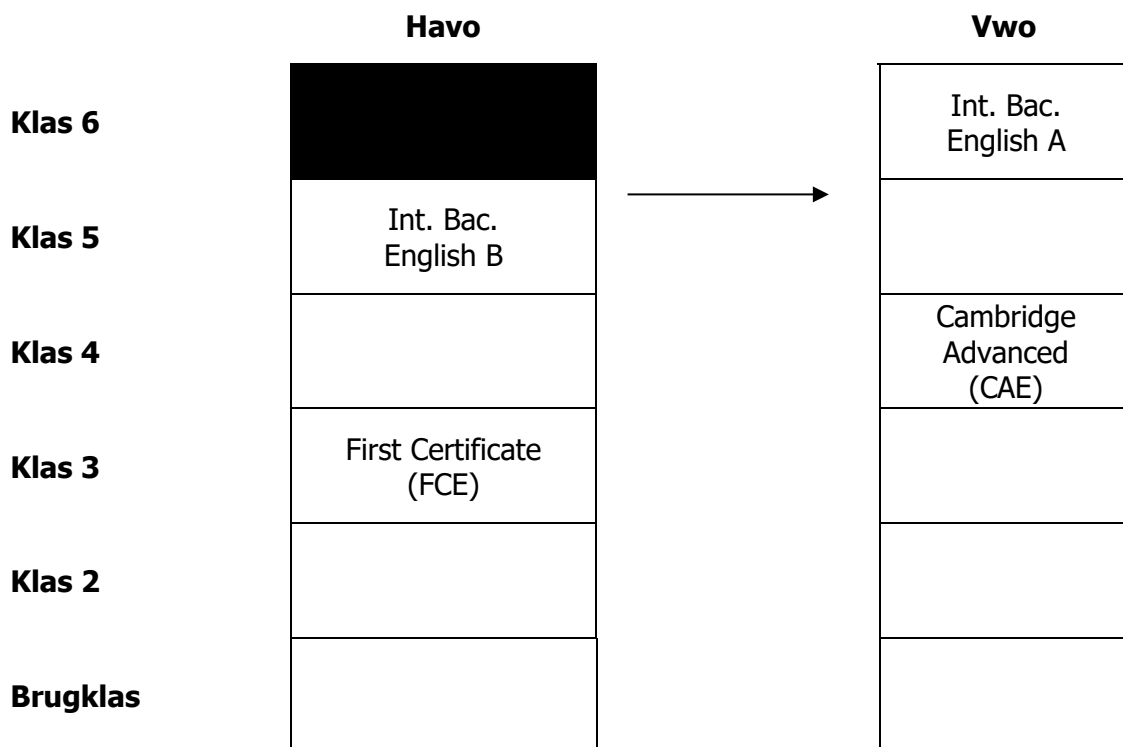 Havo
Vwo
Klas 6
Int. Bac.
English A
Klas 5
Int. Bac.
English B
Klas 4
Cambridge
Advanced
(CAE)
Klas 3
First Certificate
(FCE)
Klas 2
Brugklas